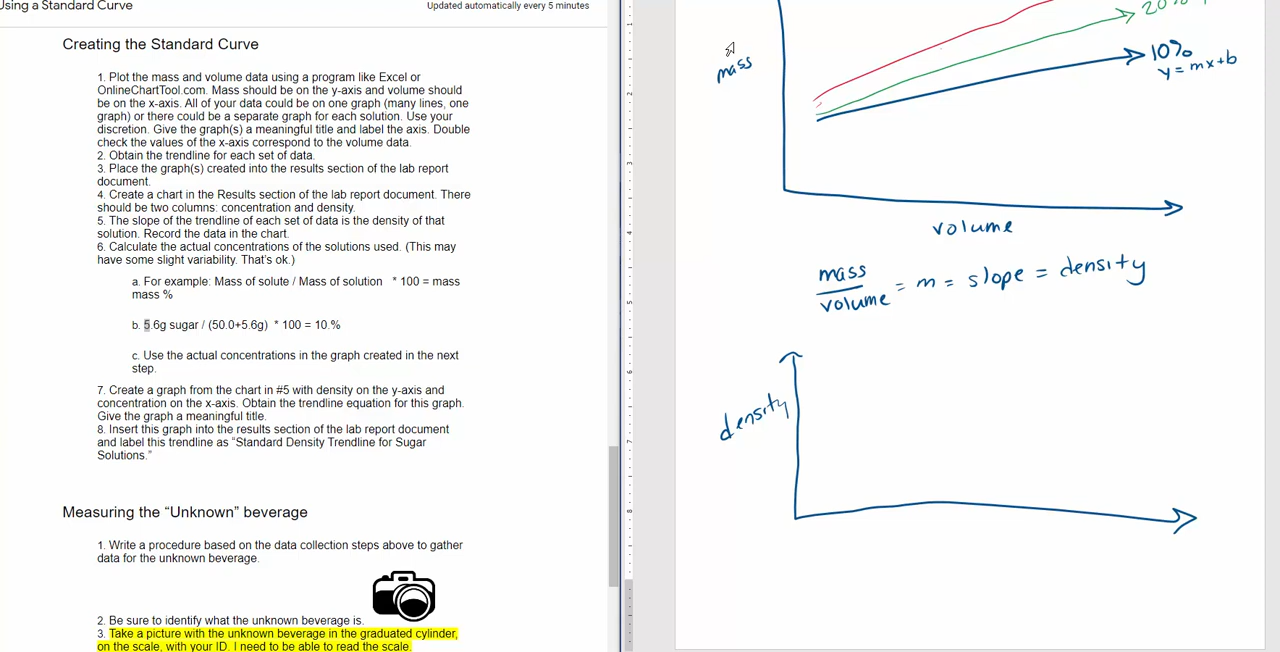 Using a Standard Curve
Updated automatically every 5 minutes
Creating the Standard Curve
1. Plot the mass and volume data using a program like Excel or
OnlineChartTool.com. Mass should be on the y-axis and volume should
be on the x-axis. All of your data could be on one graph (many lines, one
graph) or there could be a separate graph for each solution. Use your
discretion. Give the graph(s) a meaningful title and label the axis. Double
check the values of the x-axis correspond to the volume data.
2. Obtain the trendline for each set of data.
3. Place the graph(s) created into the results section of the lab report
document.
4. Create a chart in the Results section of the lab report document. There
should be two columns: concentration and density.
5. The slope of the trendline of each set of data is the density of that
solution. Record the data in the chart.
6. Calculate the actual concentrations of the solutions used. (This may
have some slight variability. That's ok.)
a. For example: Mass of solute / Mass of solution * 100 = mass
mass %
b. 5.6g sugar / (50.0+5.6g) * 100 = 10.%
c. Use the actual concentrations in the graph created in the next
step.
7. Create a graph from the chart in #5 with density on the y-axis and
concentration on the x-axis. Obtain the trendline equation for this graph.
Give the graph a meaningful title.
8. Insert this graph into the results section of the lab report document
and label this trendline as "Standard Density Trendline for Sugar
Solutions."
Measuring the "Unknown" beverage
1. Write a procedure based on the data collection steps above to gather
data for the unknown beverage.
2. Be sure to identify what the unknown beverage is.
3. Take a picture with the unknown beverage in the graduated cylinder,
on the scale, with your ID. I need to be able to read the scale.
20%
mass
10%
y = mx+b
volume
mass
volume = m = slope = density
density